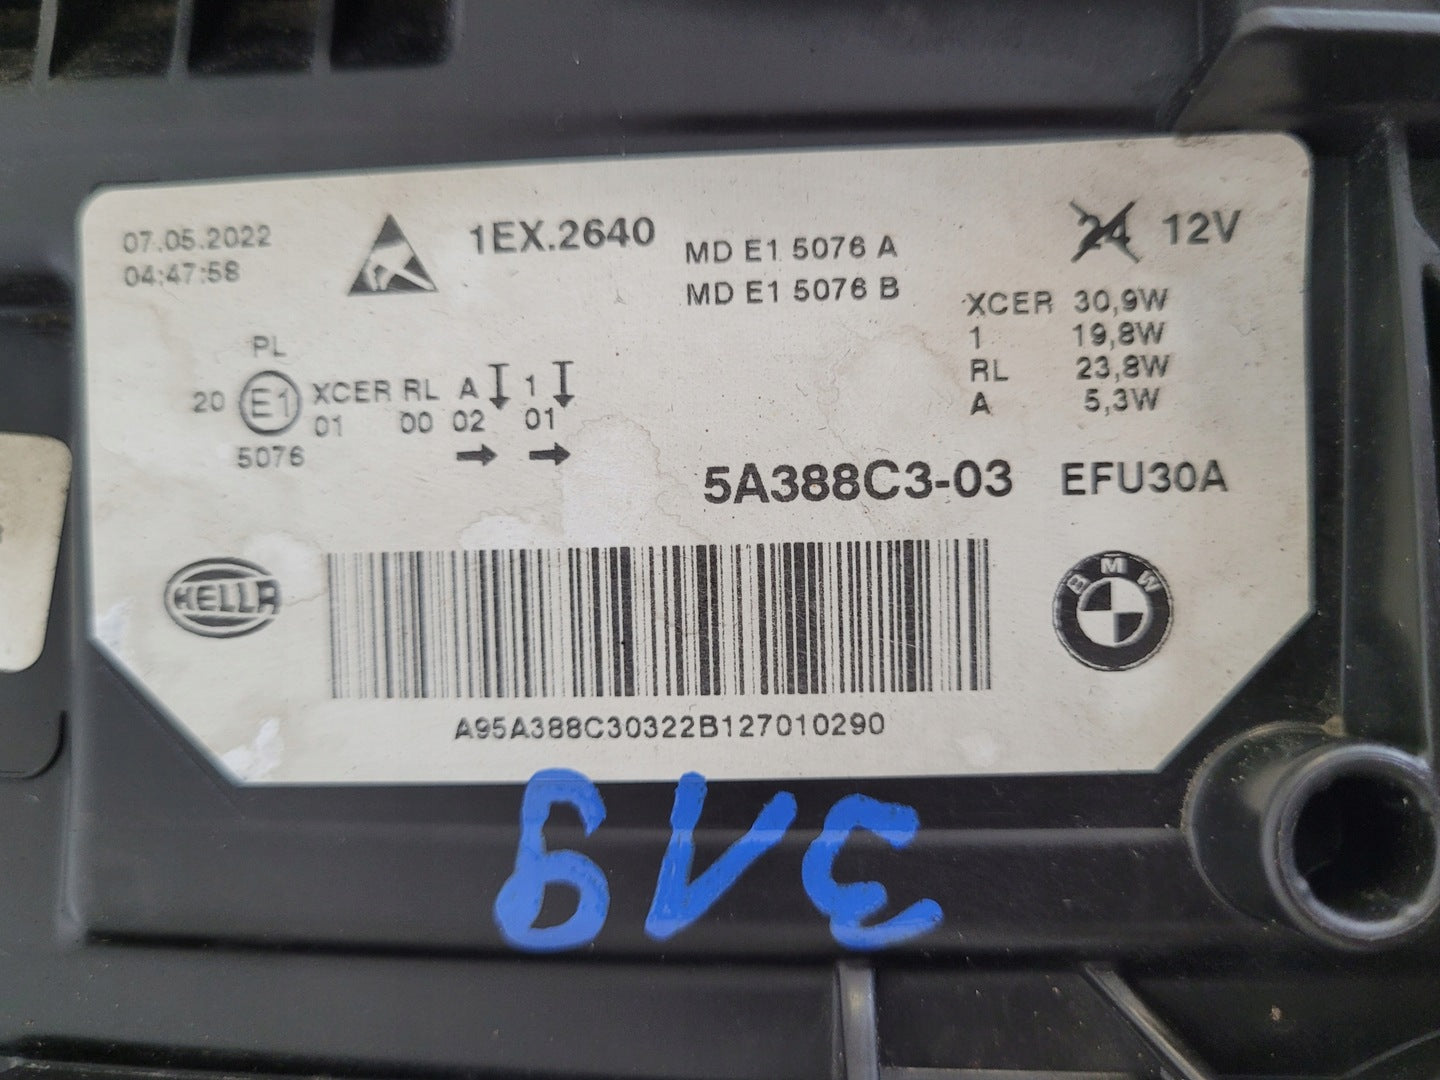 07.05.2022
04:47:58
1EX.2640
MD E1 5076 A
MD E1 5076 B
24 12V
XCER 30,9W
1 19,8W
RL 23,8W
A 5,3W
PL
20 E1 XCER RL A 1
01 00 02 01
5076
5A388C3-03 EFU30A
HELLA
BMW
A95A388C30322B127010290
319